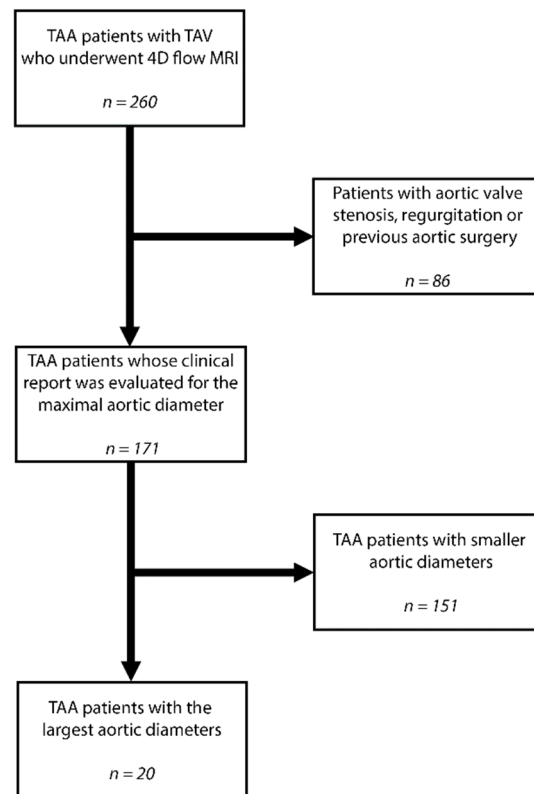 TAA patients with TAV
who underwent 4D flow MRI
n = 260
Patients with aortic valve
stenosis, regurgitation or
previous aortic surgery
n = 86
TAA patients whose clinical
report was evaluated for the
maximal aortic diameter
n = 171
TAA patients with smaller
aortic diameters
n = 151
TAA patients with the
largest aortic diameters
n = 20